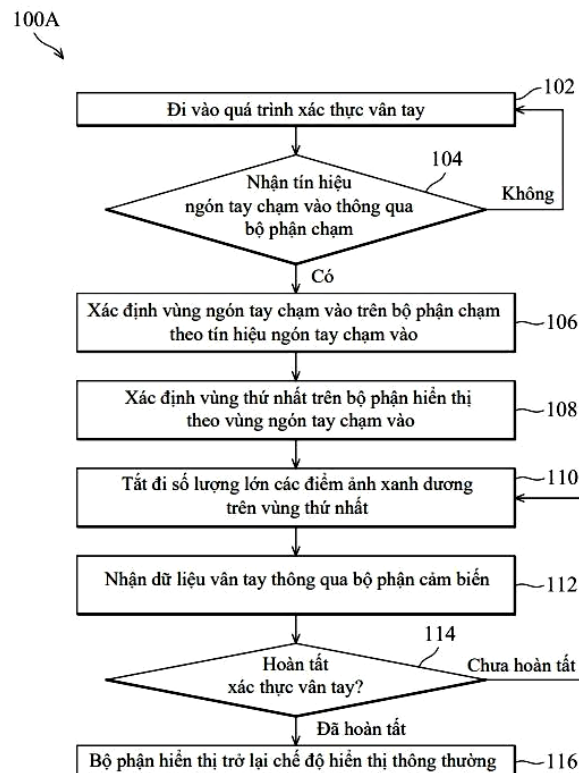 100A
102
Đi vào quá trình xác thực vân tay
104
Nhận tín hiệu
ngón tay chạm vào thông qua
bộ phận chạm
Không
Có
Xác định vùng ngón tay chạm vào trên bộ phận chạm
theo tín hiệu ngón tay chạm vào
106
Xác định vùng thứ nhất trên bộ phận hiển thị
theo vùng ngón tay chạm vào
108
Tắt đi số lượng lớn các điểm ảnh xanh dương
trên vùng thứ nhất
110
Nhận dữ liệu vân tay thông qua bộ phận cảm biến
112
114
Hoàn tất
xác thực vân tay?
Chưa hoàn tất
Đã hoàn tất
Bộ phận hiển thị trở lại chế độ hiển thị thông thường
116